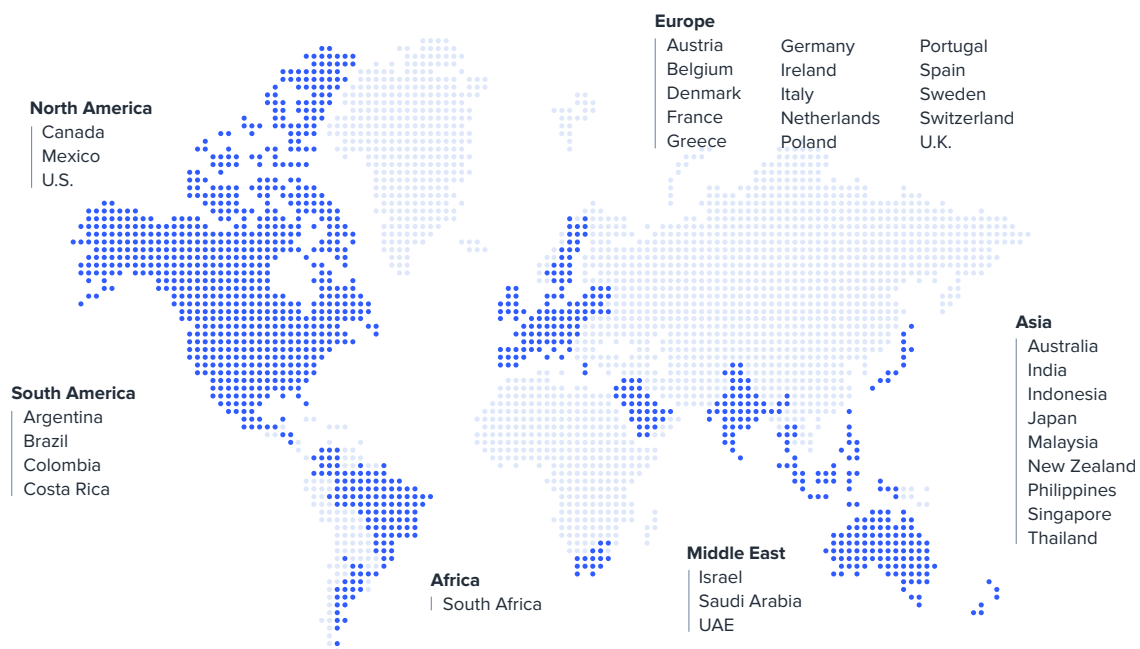 Europe
Austria
Belgium
Denmark
France
Greece
Germany
Ireland
Italy
Netherlands
Poland
Portugal
Spain
Sweden
Switzerland
U.K.
North America
Canada
Mexico
U.S.
Asia
Australia
India
Indonesia
Japan
Malaysia
New Zealand
Philippines
Singapore
Thailand
South America
Argentina
Brazil
Colombia
Costa Rica
Middle East
Israel
Saudi Arabia
UAE
Africa
South Africa